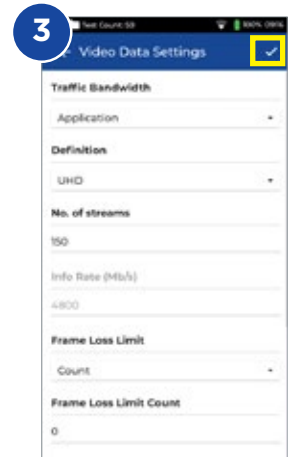 3
Test Count: 59
Video Data Settings
Traffic Bandwidth
Application
Definition
UHD
No. of streams
150
Info Rate (Mb/s)
4800
Frame Loss Limit
Count
Frame Loss Limit Count
0